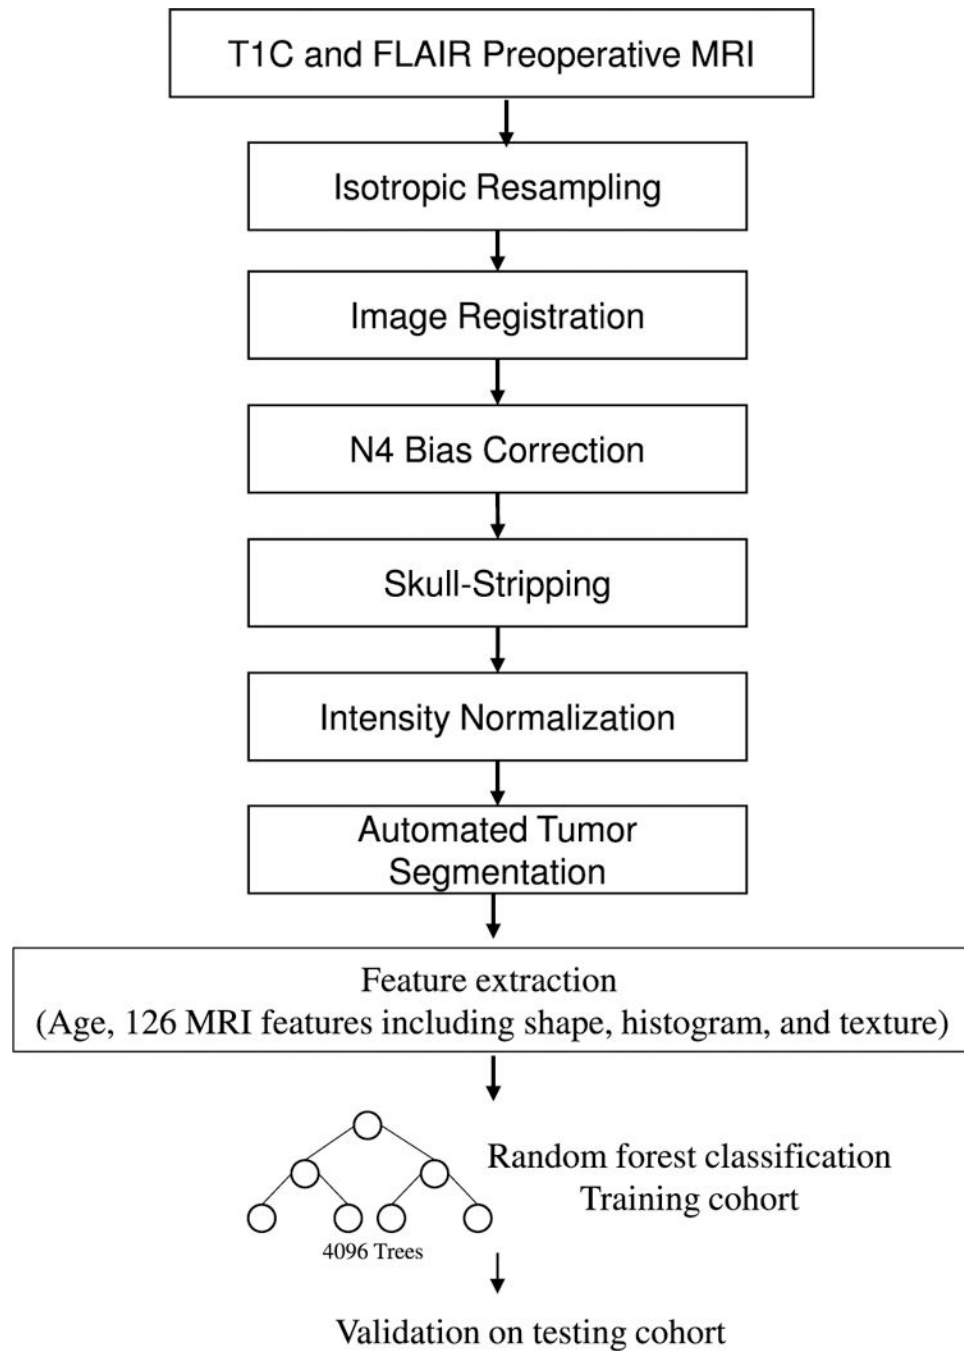 T1C and FLAIR Preoperative MRI
Isotropic Resampling
Image Registration
N4 Bias Correction
Skull-Stripping
Intensity Normalization
Automated Tumor
Segmentation
Feature extraction
(Age, 126 MRI features including shape, histogram, and texture)
Random forest classification
Training cohort
4096 Trees
Validation on testing cohort